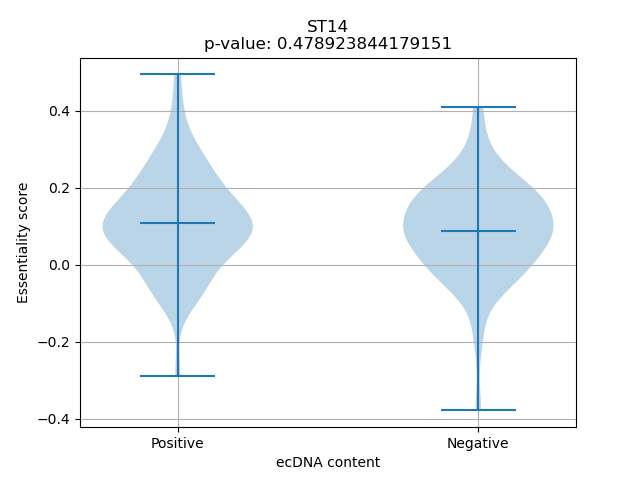 ST14
p-value: 0.478923844179151
Essentiality score
0.4
0.2
0.0
−0.2
−0.4
Positive
Negative
ecDNA content